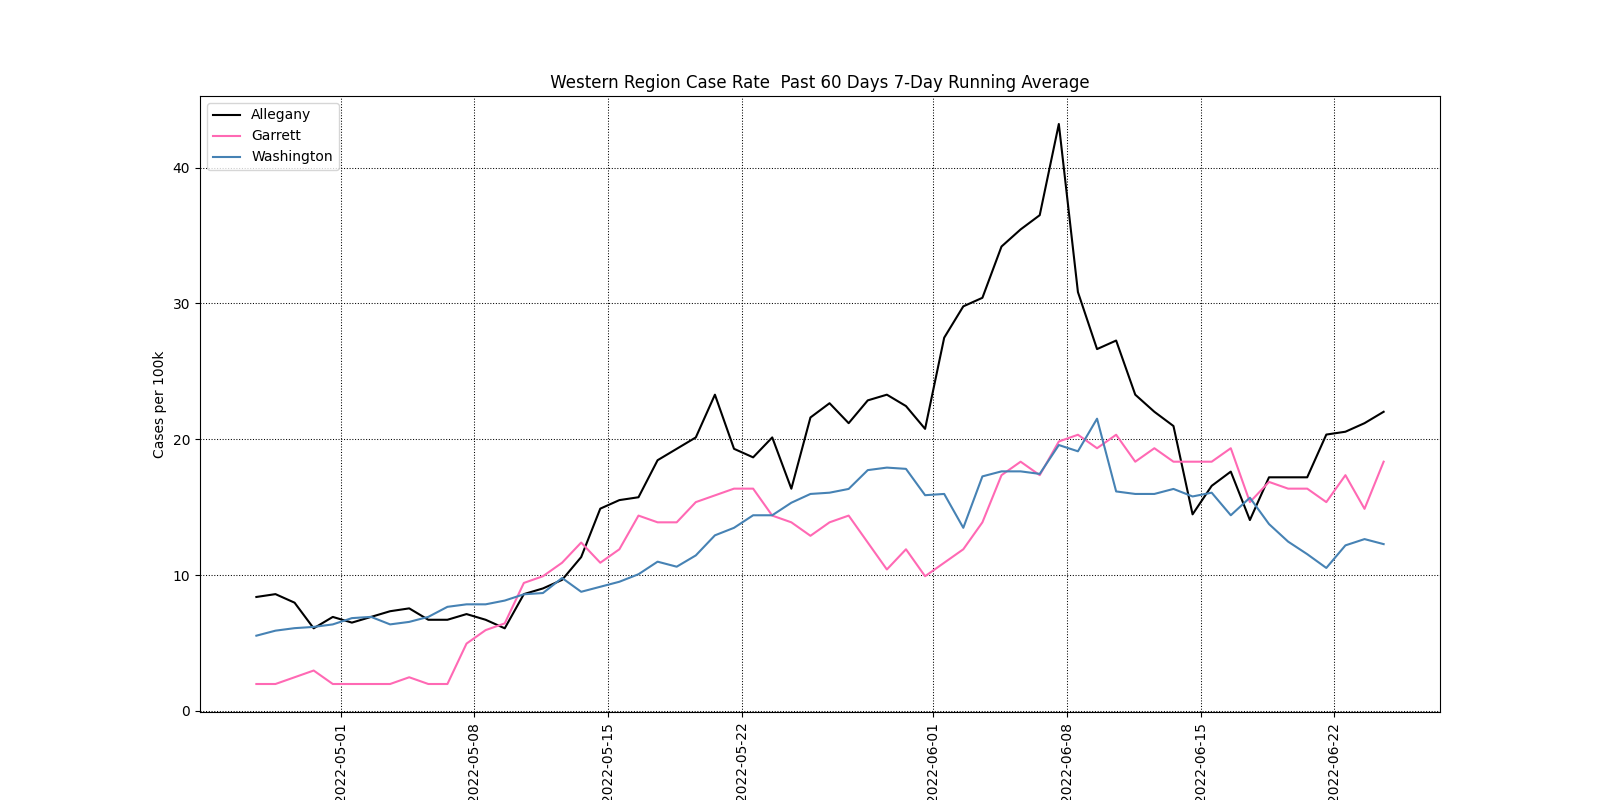 Western Region Case Rate  Past 60 Days 7-Day Running Average
Allegany
Garrett
Washington
Cases per 100k
40
30
20
10
0
2022-05-01
2022-05-08
2022-05-15
2022-05-22
2022-06-01
2022-06-08
2022-06-15
2022-06-22